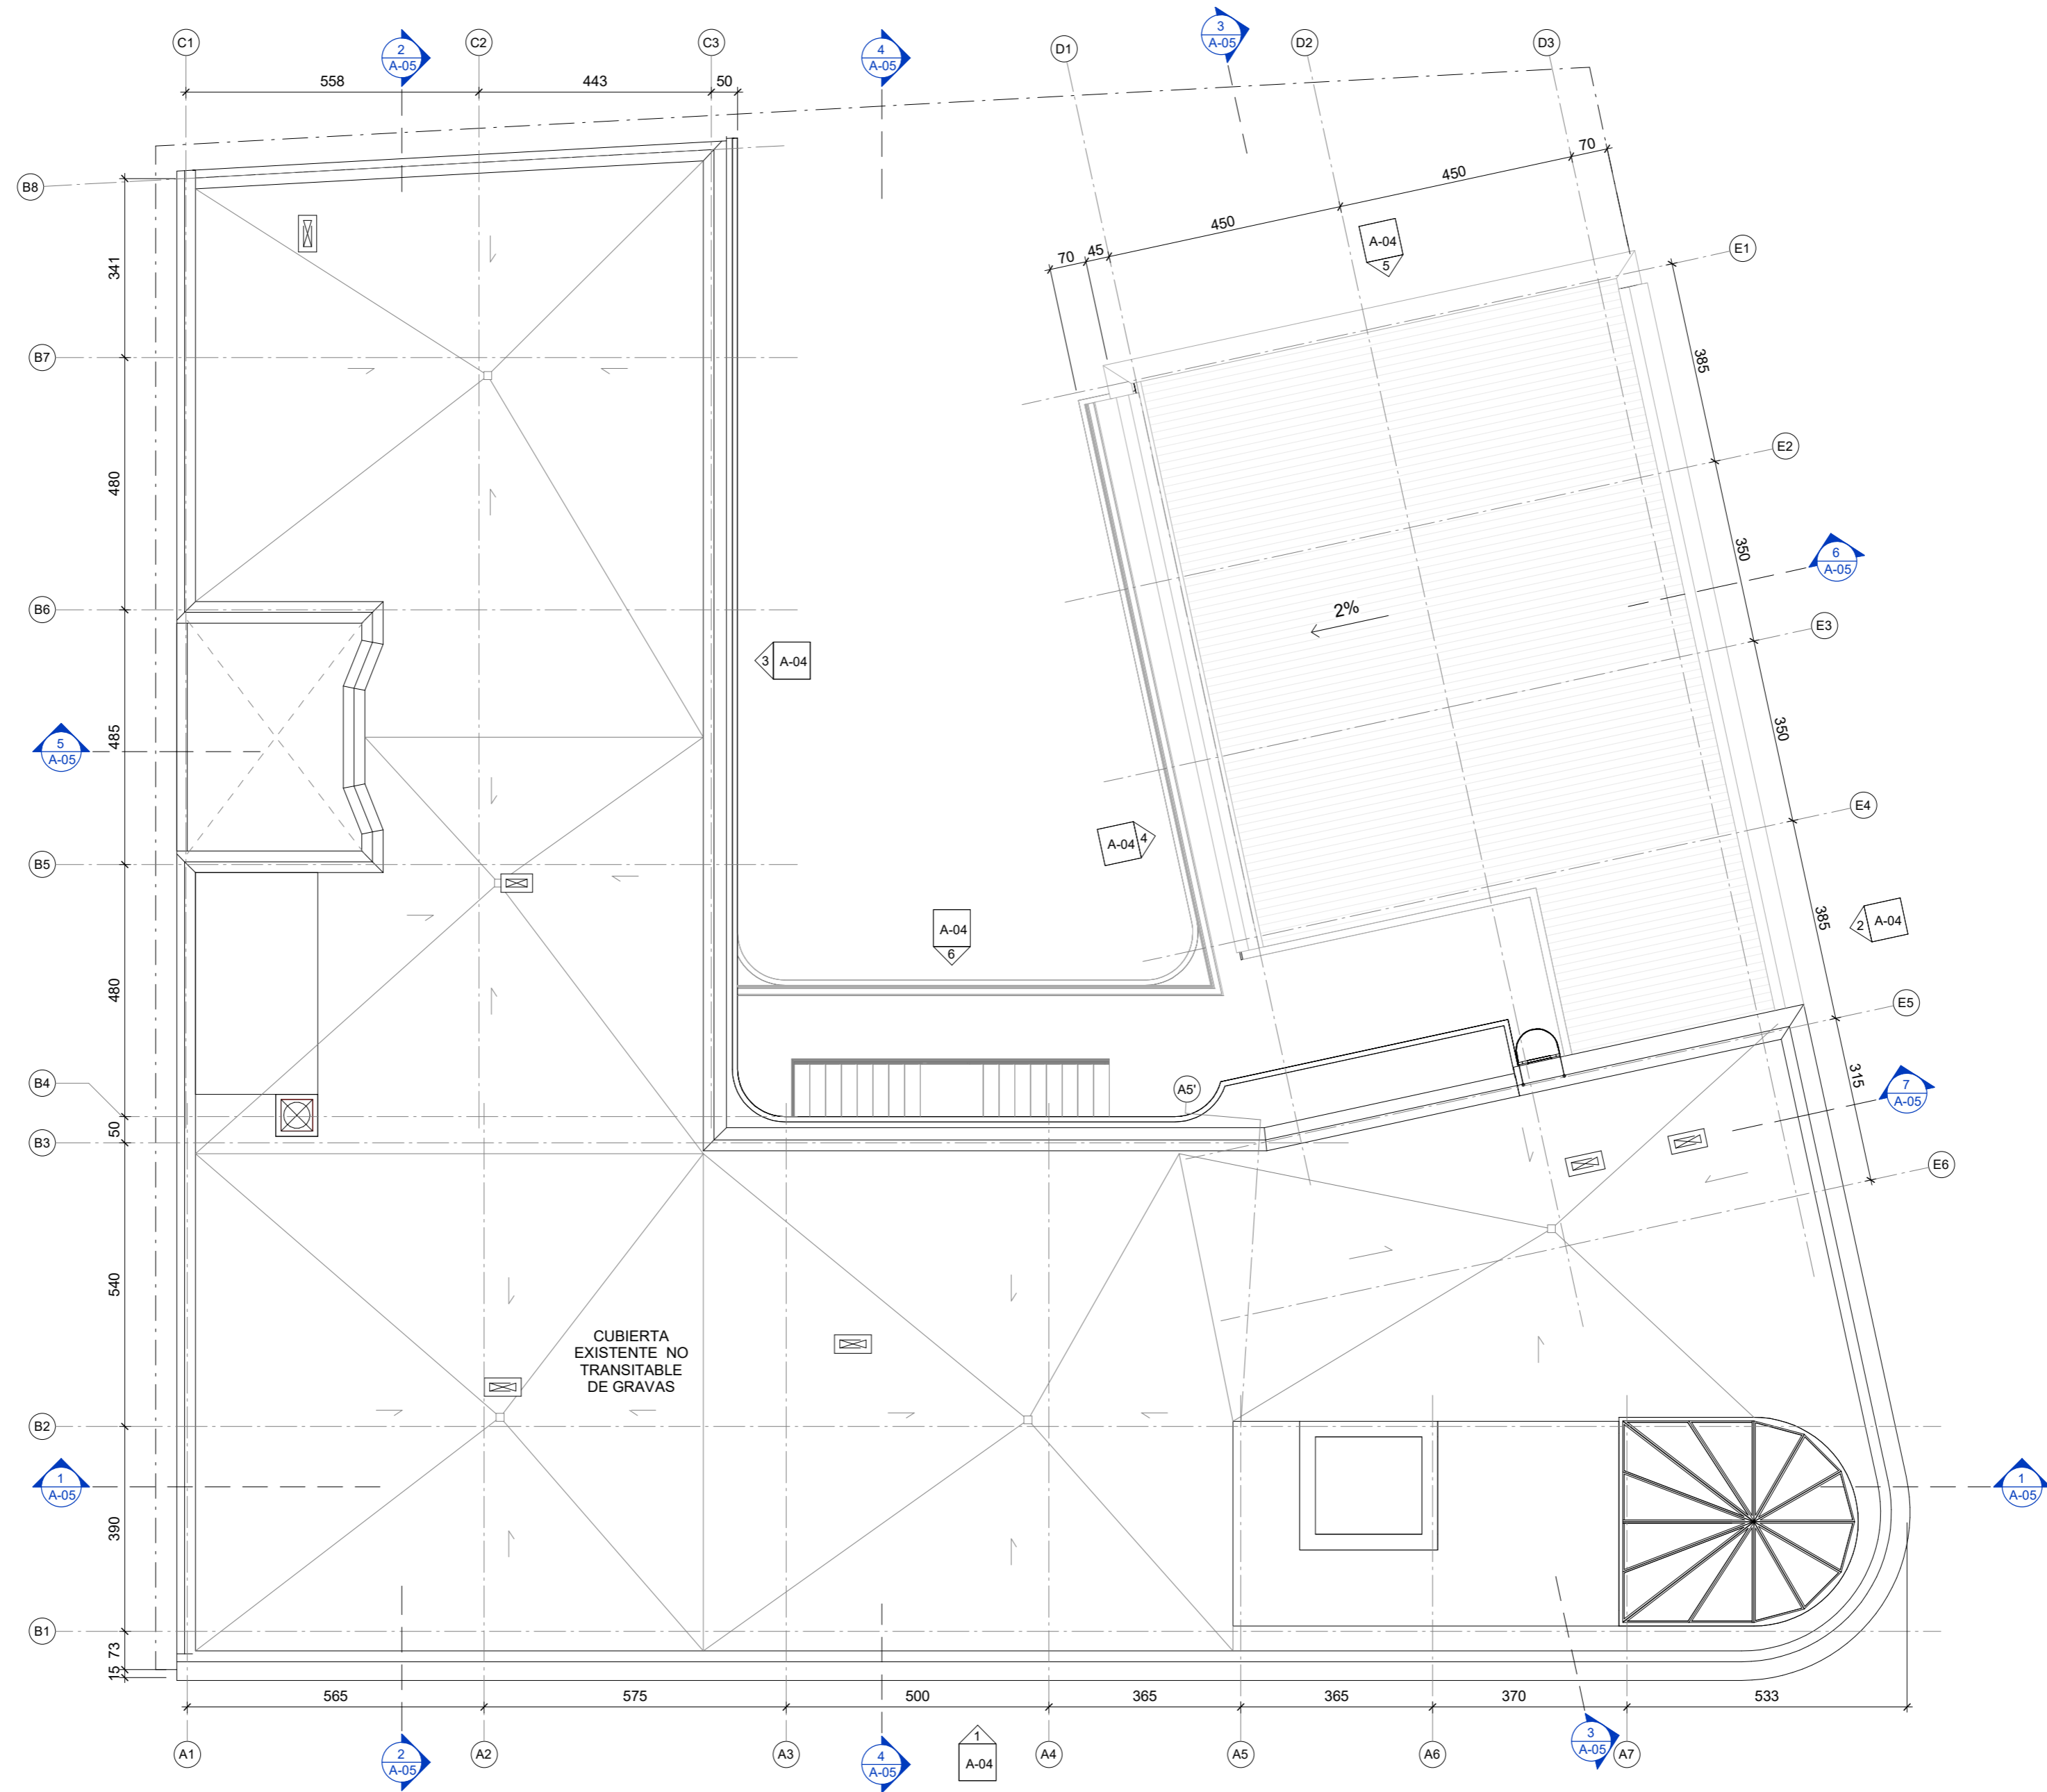 C1
2
A-05
C2
C3
4
A-05
D1
3
A-05
D2
D3
558
443
50
70
450
450
45
70
B8
A-04
5
E1
341
385
B7
E2
480
350
6
A-05
B6
2%
E3
3
A-04
485
350
5
A-05
E4
A-04
4
B5
385
2
A-04
A-04
6
480
E5
B4
A5'
315
7
A-05
50
B3
E6
540
CUBIERTA
EXISTENTE NO
TRANSITABLE
DE GRAVAS
B2
1
A-05
1
A-05
390
B1
73
15
565
575
500
365
365
370
533
1
A-04
3
A-05
A1
2
A-05
A2
A3
4
A-05
A4
A5
A6
A7